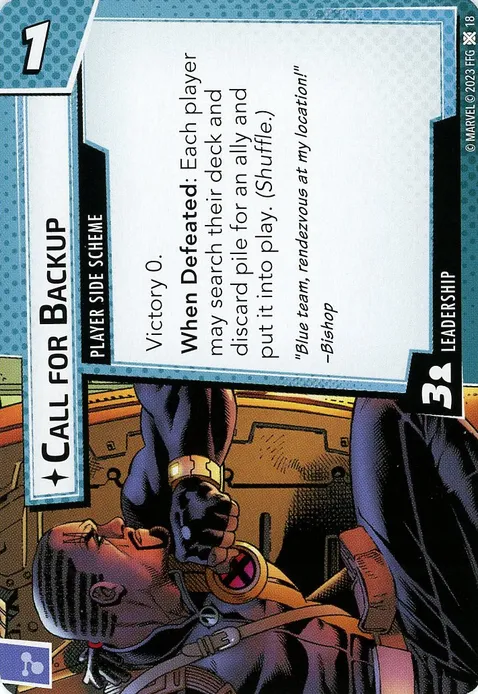 1
CALL FOR BACKUP
PLAYER SIDE SCHEME
Victory 0.
When Defeated: Each player
may search their deck and
discard pile for an ally and
put it into play. (Shuffle.)
"Blue team, rendezvous at my location!"
–Bishop
3
LEADERSHIP
© MARVEL © 2023 FFG 18